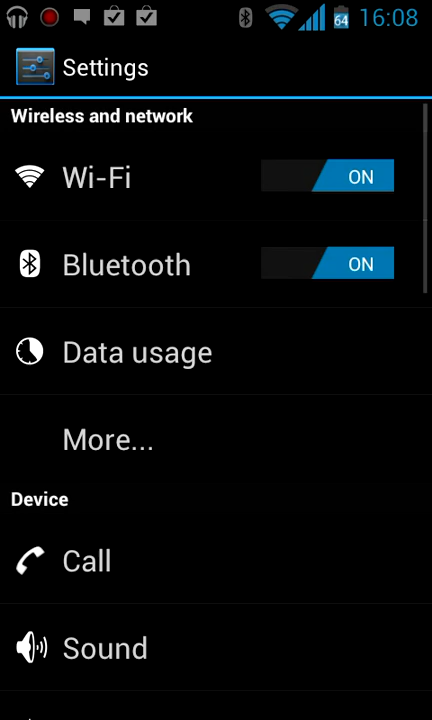 64 16:08
Settings
Wireless and network
Wi-Fi ON
Bluetooth ON
Data usage
More...
Device
Call
Sound